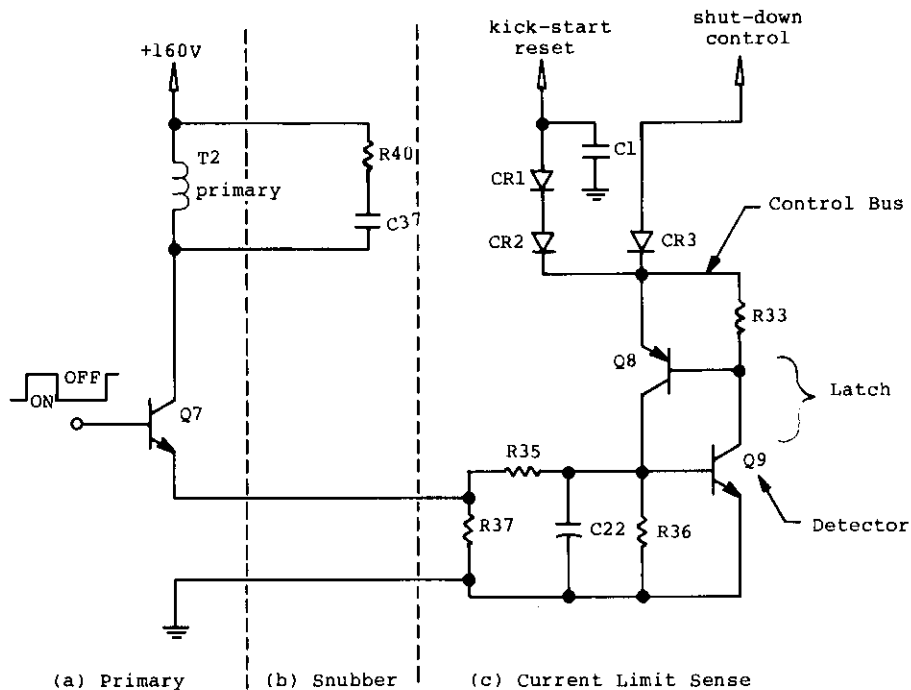 kick-start
reset
shut-down
control
+160V
T2
primary
R40
C37
C1
CR1
CR2
CR3
Control Bus
R33
Q8
Latch
OFF
ON
Q7
R35
Q9
R37
C22
R36
Detector
(a) Primary
(b) Snubber
(c) Current Limit Sense